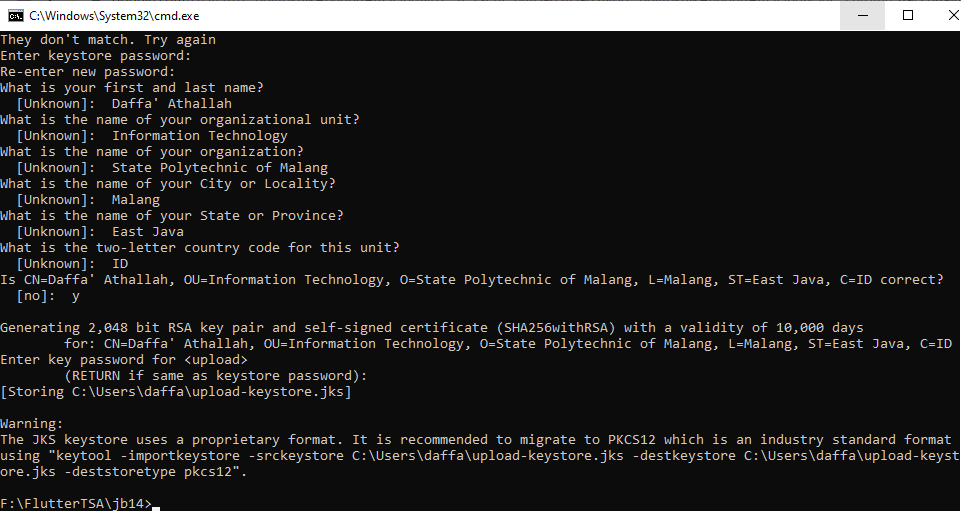 C:\Windows\System32\cmd.exe
They don't match. Try again
Enter keystore password:
Re-enter new password:
What is your first and last name?
  [Unknown]:  Daffa' Athallah
What is the name of your organizational unit?
  [Unknown]:  Information Technology
What is the name of your organization?
  [Unknown]:  State Polytechnic of Malang
What is the name of your City or Locality?
  [Unknown]:  Malang
What is the name of your State or Province?
  [Unknown]:  East Java
What is the two-letter country code for this unit?
  [Unknown]:  ID
Is CN=Daffa' Athallah, OU=Information Technology, O=State Polytechnic of Malang, L=Malang, ST=East Java, C=ID correct?
  [no]:  y
Generating 2,048 bit RSA key pair and self-signed certificate (SHA256withRSA) with a validity of 10,000 days
        for: CN=Daffa' Athallah, OU=Information Technology, O=State Polytechnic of Malang, L=Malang, ST=East Java, C=ID
Enter key password for <upload>
        (RETURN if same as keystore password):
[Storing C:\Users\daffa\upload-keystore.jks]
Warning:
The JKS keystore uses a proprietary format. It is recommended to migrate to PKCS12 which is an industry standard format
using "keytool -importkeystore -srckeystore C:\Users\daffa\upload-keystore.jks -destkeystore C:\Users\daffa\upload-keyst
ore.jks -deststoretype pkcs12".
F:\FlutterTSA\jb14>